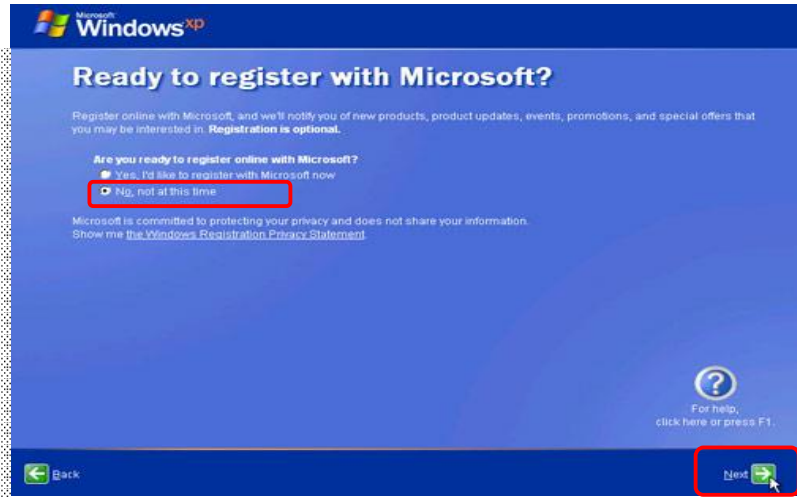 Microsoft
Windows xp
Ready to register with Microsoft?
Register online with Microsoft, and we'll notify you of new products, product updates, events, promotions, and special offers that
you may be interested in. Registration is optional.
Are you ready to register online with Microsoft?
Yes, I'd like to register with Microsoft now
No, not at this time
Microsoft is committed to protecting your privacy and does not share your information.
Show me the Windows Registration Privacy Statement.
For help,
click here or press F1.
Back
Next